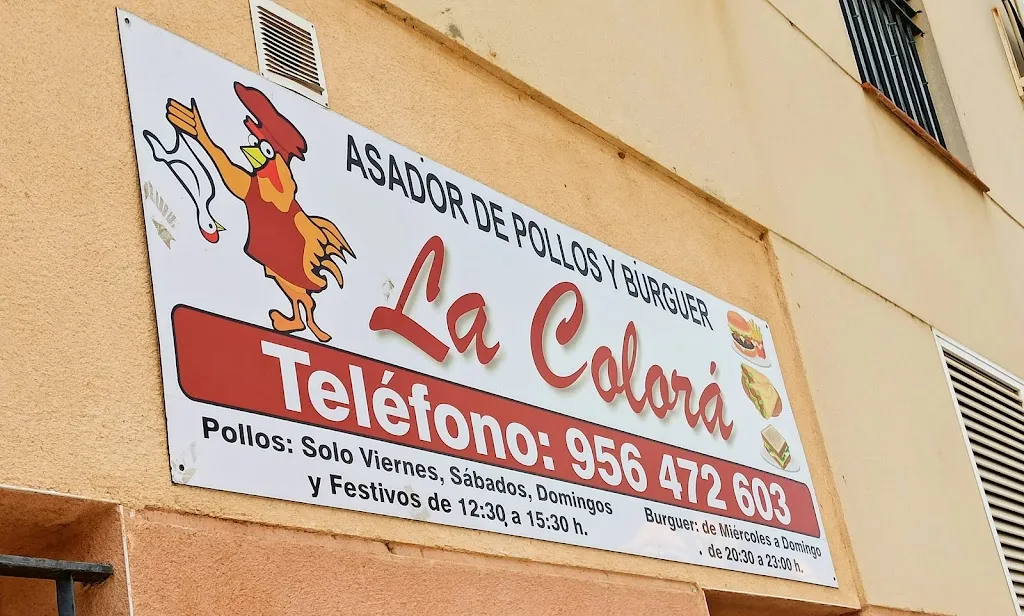 ASADOR DE POLLOS Y BURGUER
La Colorá
Teléfono: 956 472 603
Pollos: Solo Viernes, Sábados, Domingos
y Festivos de 12:30 a 15:30 h.
Burguer: de Miércoles a Domingo
de 20:30 a 23:00 h.